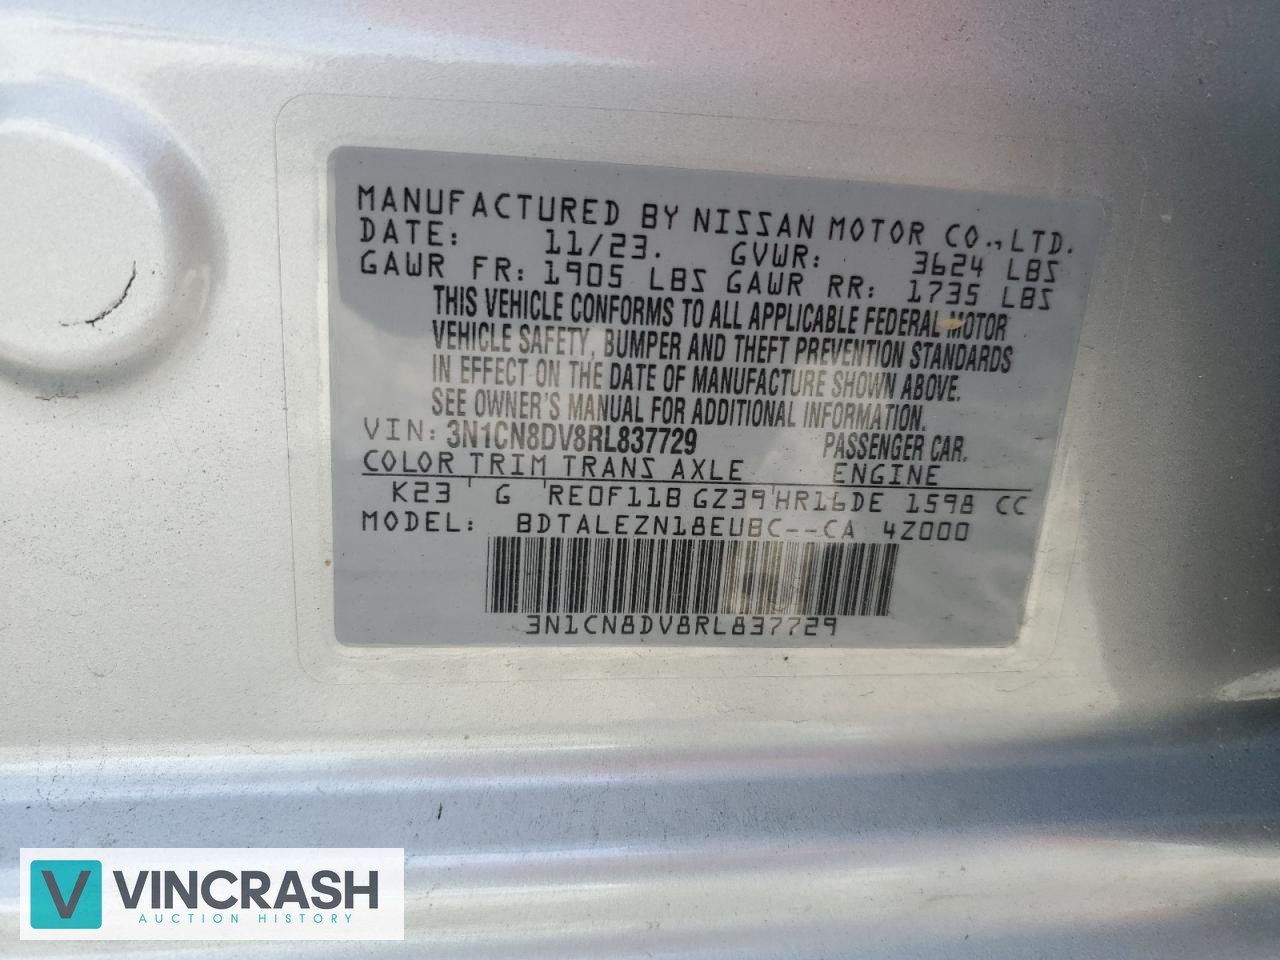 MANUFACTURED BY NISSAN MOTOR CO., LTD.
DATE: 11/23. GVWR: 3624 LBS
GAWR FR: 1905 LBS GAWR RR: 1735 LBS
THIS VEHICLE CONFORMS TO ALL APPLICABLE FEDERAL MOTOR
VEHICLE SAFETY, BUMPER AND THEFT PREVENTION STANDARDS
IN EFFECT ON THE DATE OF MANUFACTURE SHOWN ABOVE.
SEE OWNER'S MANUAL FOR ADDITIONAL INFORMATION.
VIN: 3N1CN8DV8RL837729 PASSENGER CAR.
COLOR TRIM TRANS AXLE ENGINE
K23 G RE0F11B GZ39 HR16DE 1598 CC
MODEL: BDTALEZN18EUBC--CA 4Z000
3N1CN8DV8RL837729
V VINCRASH
AUCTION HISTORY